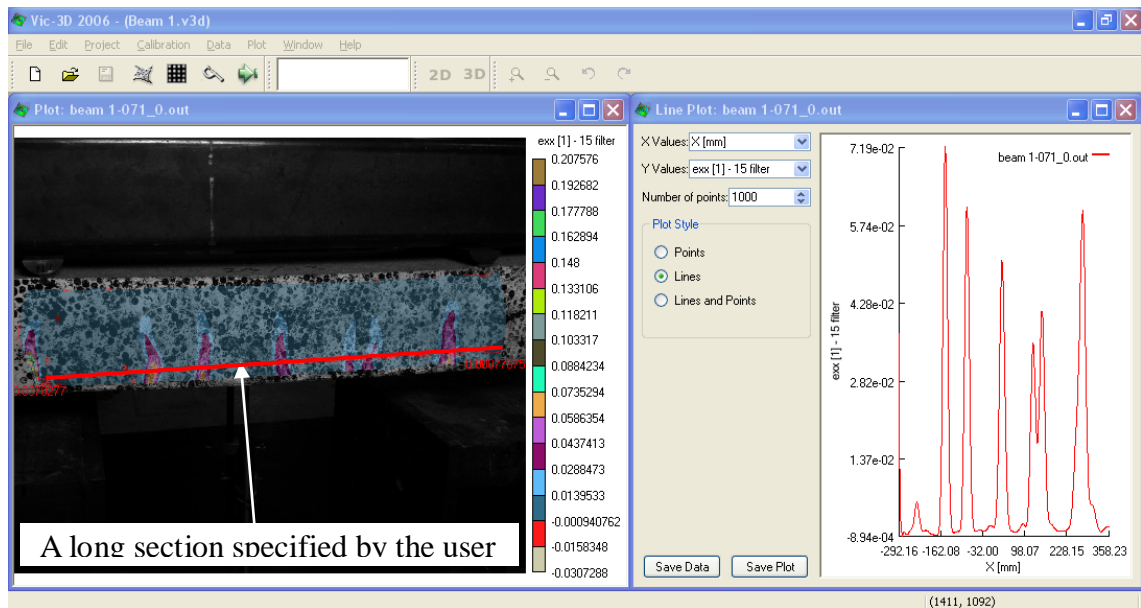 Vic-3D 2006 - (Beam 1.v3d)
File Edit Project Calibration Data Plot Window Help
2D 3D
Plot: beam 1-071_0.out
exx [1] - 15 filter
0.207576
0.192682
0.177788
0.162894
0.148
0.133106
0.118211
0.103317
0.0884234
0.0735294
0.0586354
0.0437413
0.0288473
0.0139533
-0.000940762
-0.0158348
-0.0307288
A long section specified by the user
Line Plot: beam 1-071_0.out
X Values: X [mm]
Y Values: exx [1] - 15 filter
Number of points: 1000
Plot Style
Points
Lines
Lines and Points
Save Data Save Plot
beam 1-071_0.out
7.19e-02
5.74e-02
4.28e-02
2.82e-02
1.37e-02
-8.94e-04
exx [1] - 15 filter
-292.16 -162.08 -32.00 98.07 228.15 358.23
X [mm]
(1411, 1092)